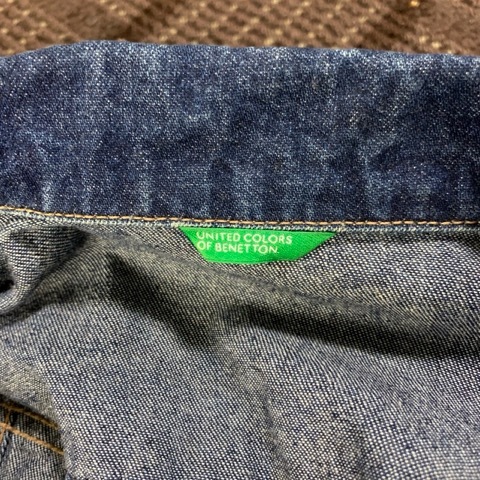 UNITED COLORS
OF BENETTON.